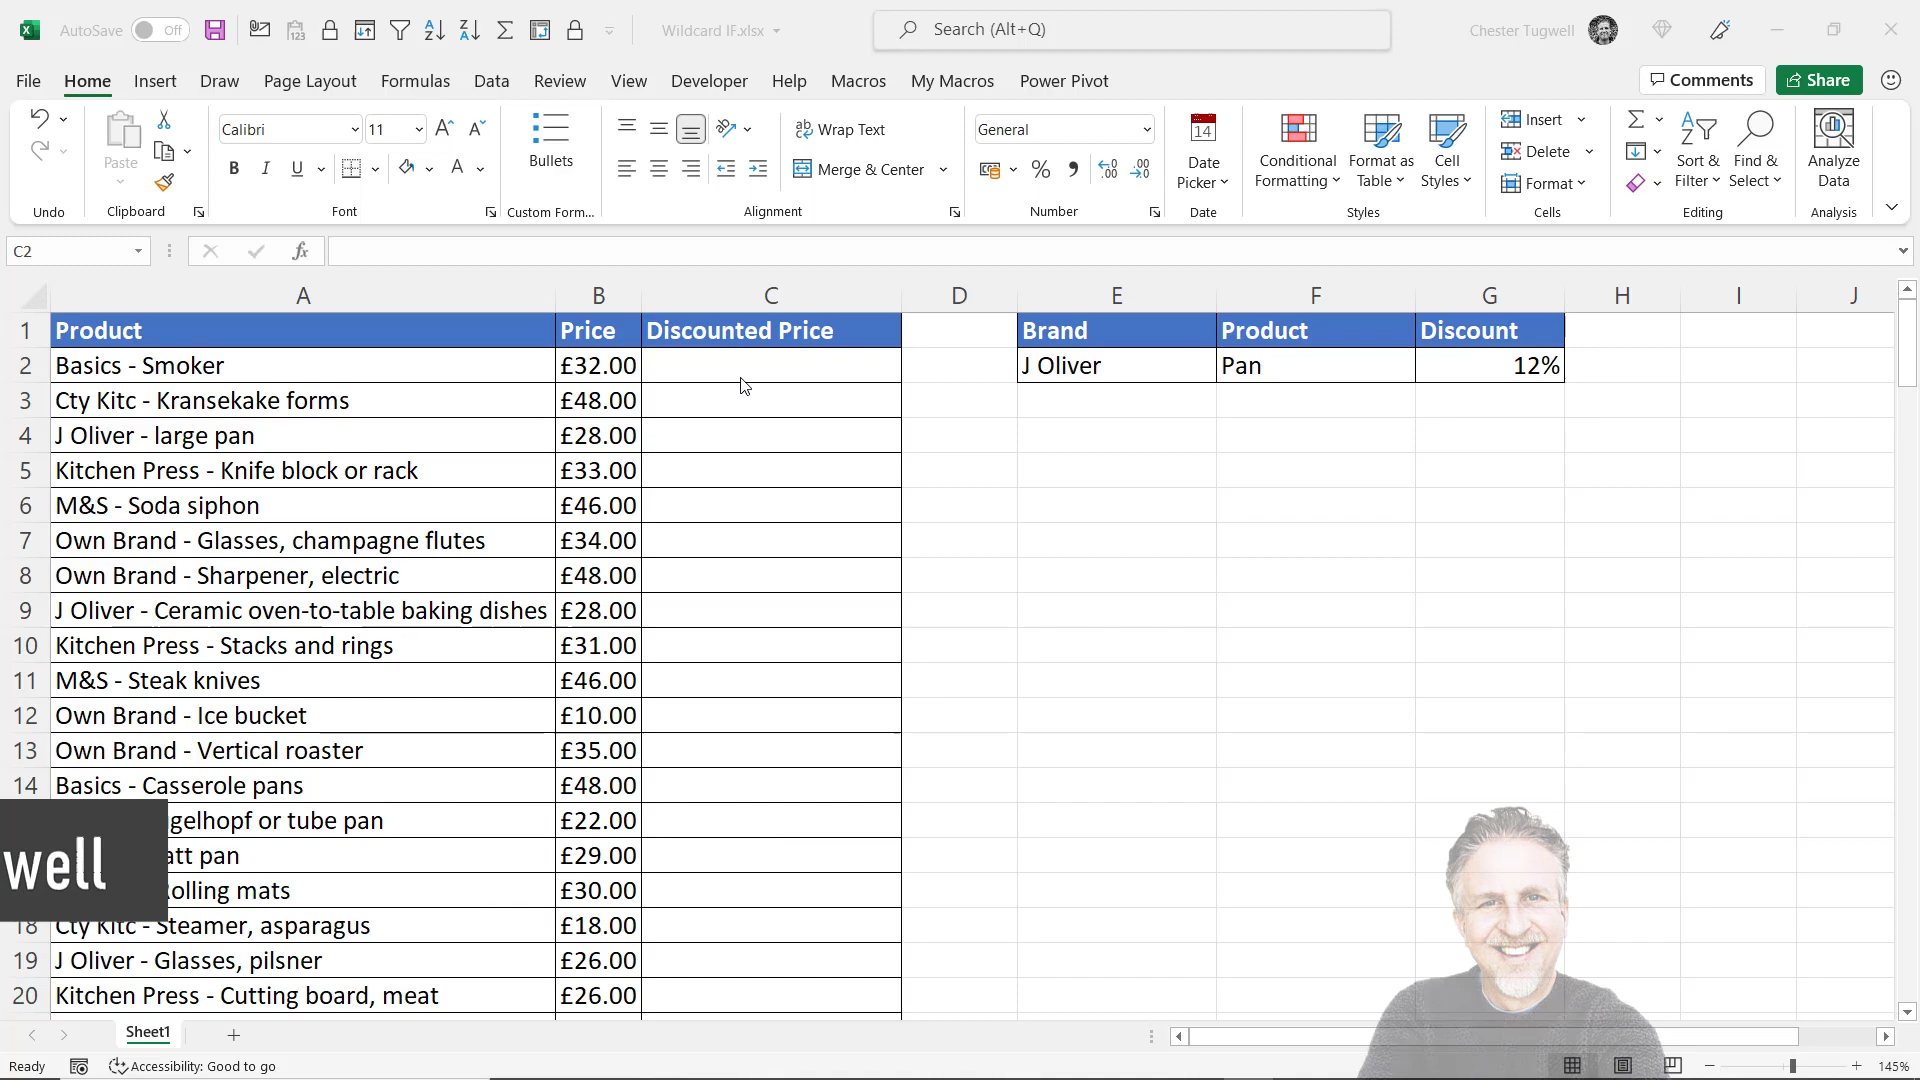 AutoSave Off
Wildcard IF.xlsx
Search (Alt+Q)
Chester Tugwell
File Home Insert Draw Page Layout Formulas Data Review View Developer Help Macros My Macros Power Pivot
Comments Share
Undo
Paste
Clipboard
Calibri 11
B I U
Font
Bullets
Custom Form...
Wrap Text
Merge & Center
Alignment
General
Number
14
Date
Picker
Date
Conditional
Formatting
Format as
Table
Cell
Styles
Styles
Insert
Delete
Format
Cells
Sort &
Filter
Find &
Select
Editing
Analyze
Data
Analysis
C2
fx
A B C D E F G H I J
1 Product Price Discounted Price Brand Product Discount
2 Basics - Smoker £32.00 J Oliver Pan 12%
3 Cty Kitc - Kransekake forms £48.00
4 J Oliver - large pan £28.00
5 Kitchen Press - Knife block or rack £33.00
6 M&S - Soda siphon £46.00
7 Own Brand - Glasses, champagne flutes £34.00
8 Own Brand - Sharpener, electric £48.00
9 J Oliver - Ceramic oven-to-table baking dishes £28.00
10 Kitchen Press - Stacks and rings £31.00
11 M&S - Steak knives £46.00
12 Own Brand - Ice bucket £10.00
13 Own Brand - Vertical roaster £35.00
14 Basics - Casserole pans £48.00
or tube pan £22.00
pan £29.00
mats £30.00
18 Cty Kitc - Steamer, asparagus £18.00
19 J Oliver - Glasses, pilsner £26.00
20 Kitchen Press - Cutting board, meat £26.00
well
Sheet1
Ready
Accessibility: Good to go
145%